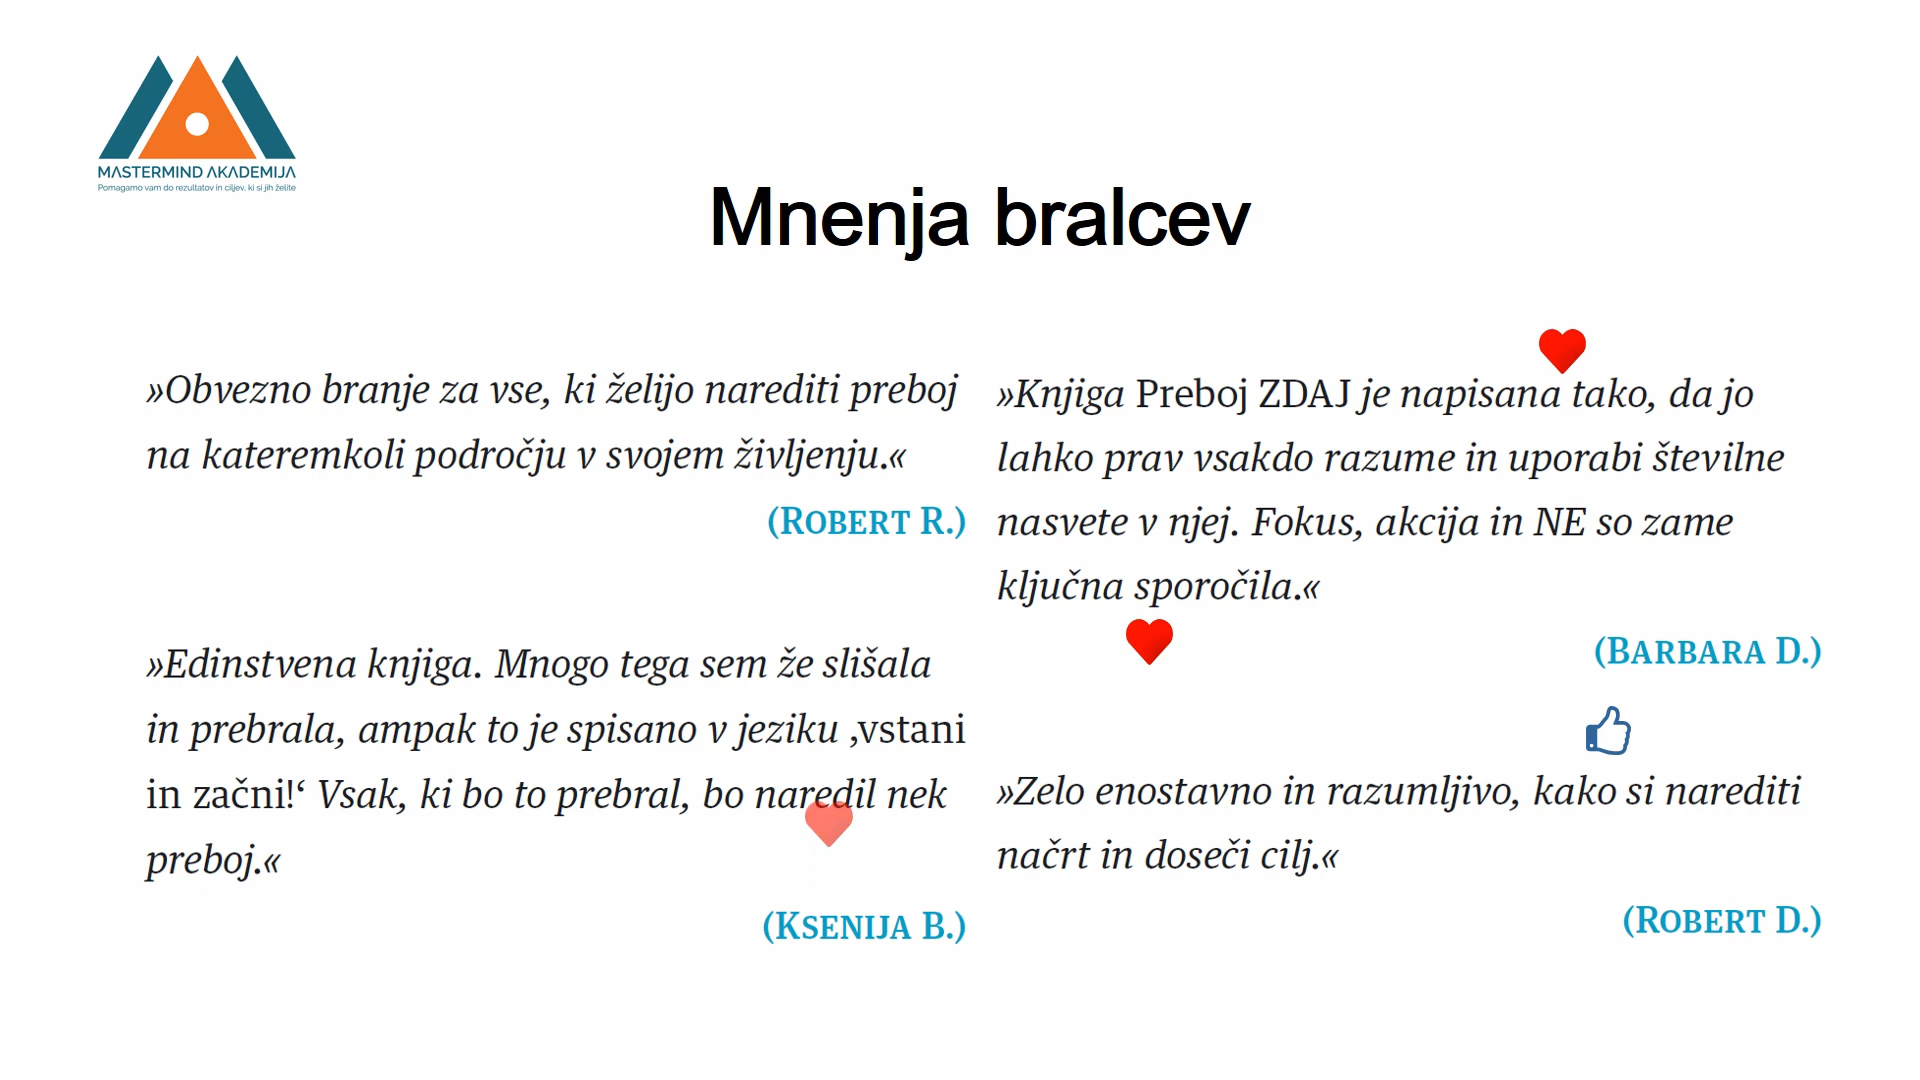 MASTERMIND AKADEMIJA
Pomagamo vam do rezultatov in ciljev, ki si jih želite
Mnenja bralcev
»Obvezno branje za vse, ki želijo narediti preboj
na kateremkoli področju v svojem življenju.«
(ROBERT R.)
»Edinstvena knjiga. Mnogo tega sem že slišala
in prebrala, ampak to je spisano v jeziku ‚vstani
in začni!‘ Vsak, ki bo to prebral, bo naredil nek
preboj.«
(KSENIJA B.)
»Knjiga Preboj ZDAJ je napisana tako, da jo
lahko prav vsakdo razume in uporabi številne
nasvete v njej. Fokus, akcija in NE so zame
ključna sporočila.«
(BARBARA D.)
»Zelo enostavno in razumljivo, kako si narediti
načrt in doseči cilj.«
(ROBERT D.)